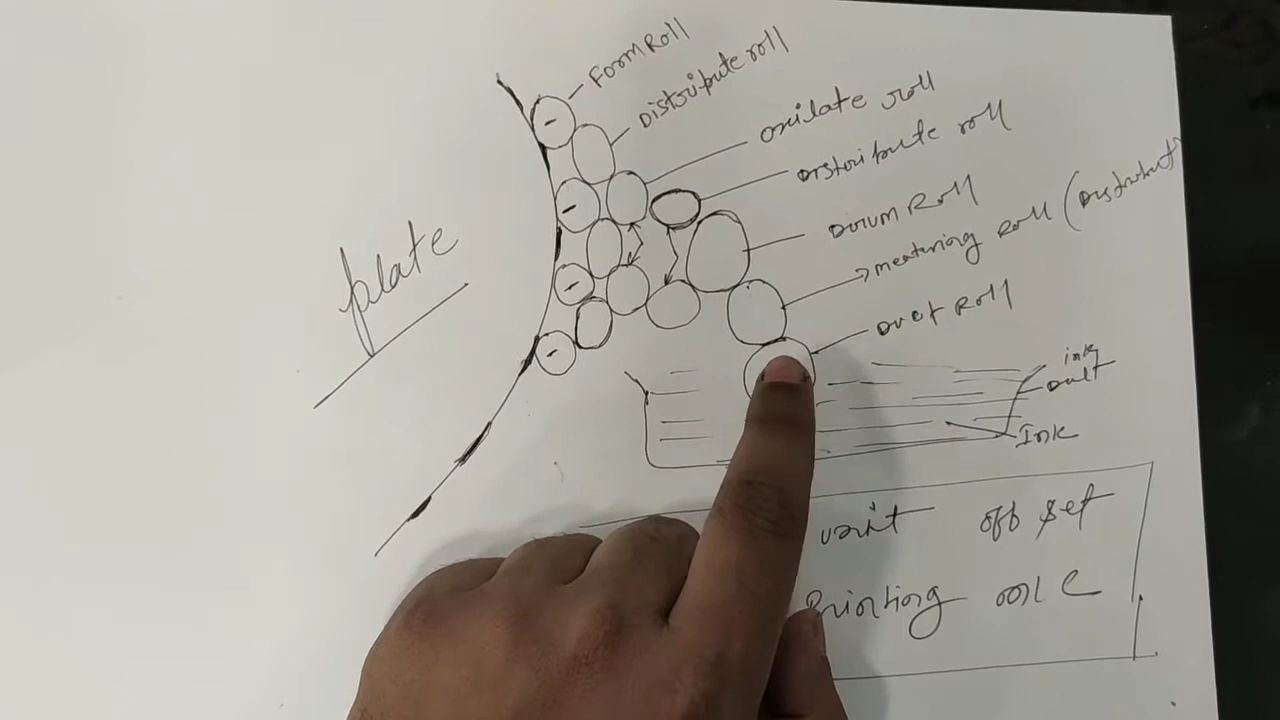 Form Roll
Distribute roll
oxilate roll
Distribute roll
Drum Roll
meatering Roll (Distribut
Duct Roll
plate
ink
Duct
Ink
unit off set
Printing m/c